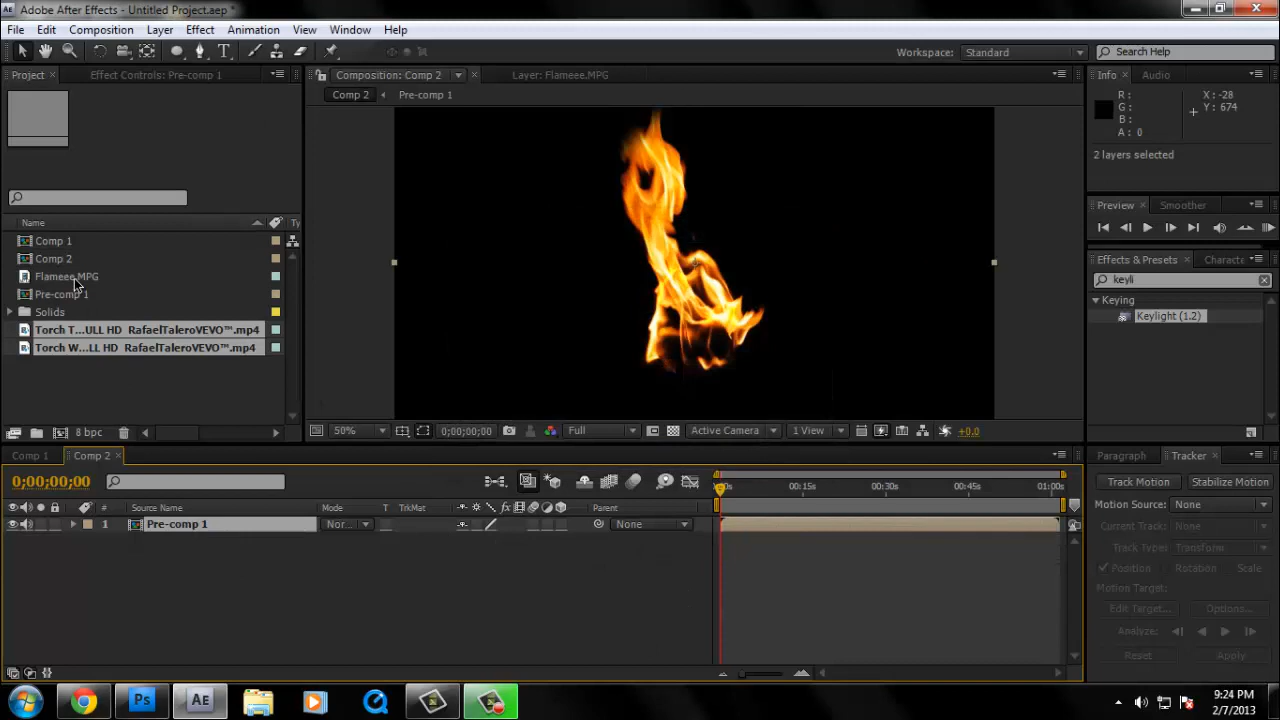 Adobe After Effects - Untitled Project.aep *
File Edit Composition Layer Effect Animation View Window Help
Workspace: Standard Search Help
Project Effect Controls: Pre-comp 1 Composition: Comp 2 Layer: Flameee.MPG Info Audio
Comp 2 Pre-comp 1
R: X: -28
G: Y: 674
B:
A: 0
2 layers selected
Preview Smoother
Name Ty
Comp 1
Comp 2
Flameee.MPG
Pre-comp 1
Solids
Torch T...ULL HD RafaelTaleroVEVO™.mp4
Torch W...LL HD RafaelTaleroVEVO™.mp4
Effects & Presets Characte
keyli
Keying
Keylight (1.2)
8 bpc 50% 0;00;00;00 Full Active Camera 1 View +0.0
Comp 1 Comp 2 Paragraph Tracker
0;00;00;00
00:15s 00:30s 00:45s 01:00s
Source Name Mode T TrkMat fx Parent
1 Pre-comp 1 Nor... None
Track Motion Stabilize Motion
Motion Source: None
Current Track: None
Track Type: Transform
Position Rotation Scale
Motion Target:
Edit Target... Options...
Analyze:
Reset Apply
Ps AE
9:24 PM
2/7/2013